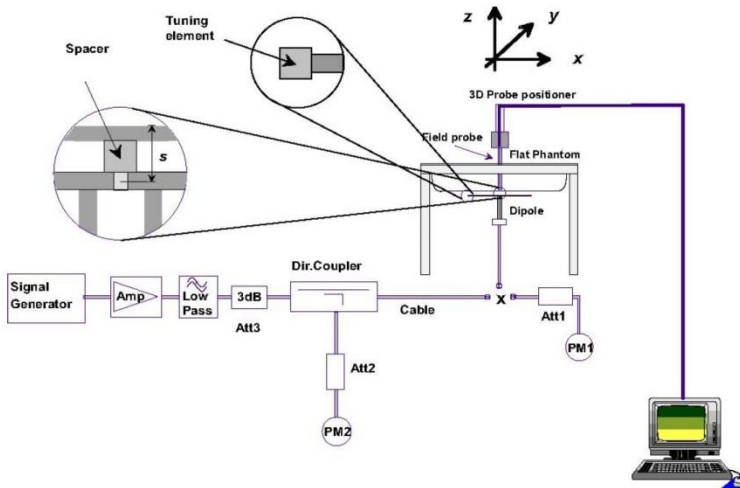 Tuning
element
Spacer
s
z
y
x
3D Probe positioner
Field probe
Flat Phantom
Dipole
Signal
Generator
Amp
Low
Pass
3dB
Att3
Dir.Coupler
Cable
x
Att1
PM1
Att2
PM2